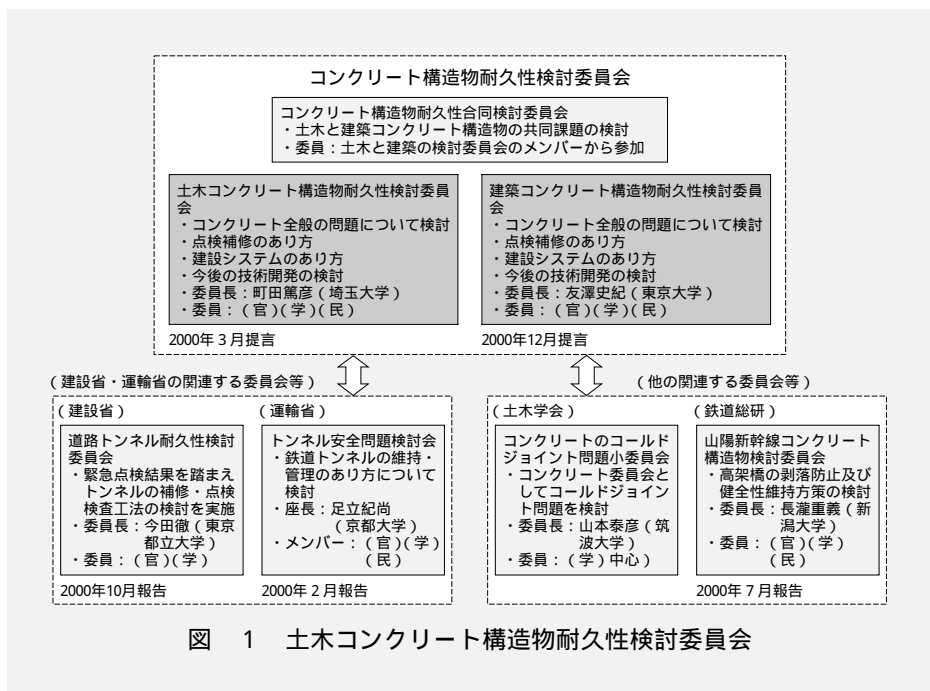 コンクリート構造物耐久性検討委員会
コンクリート構造物耐久性合同検討委員会
・土木と建築コンクリート構造物の共同課題の検討
・委員：土木と建築の検討委員会のメンバーから参加
土木コンクリート構造物耐久性検討委員
会
・コンクリート全般の問題について検討
・点検補修のあり方
・建設システムのあり方
・今後の技術開発の検討
・委員長：町田篤彦（埼玉大学）
・委員：（官）（学）（民）
2000年３月提言
建築コンクリート構造物耐久性検討委員
会
・コンクリート全般の問題について検討
・点検補修のあり方
・建設システムのあり方
・今後の技術開発の検討
・委員長：友澤史紀（東京大学）
・委員：（官）（学）（民）
2000年12月提言
（建設省・運輸省の関連する委員会等）
（建設省）
道路トンネル耐久性検討
委員会
・緊急点検結果を踏まえ
トンネルの補修・点検
検査工法の検討を実施
・委員長：今田徹（東京
都立大学）
・委員：（官）（学）
2000年10月報告
（運輸省）
トンネル安全問題検討会
・鉄道トンネルの維持・
管理のあり方について
検討
・座長：足立紀尚
（京都大学）
・メンバー：（官）（学）
（民）
2000年２月報告
（他の関連する委員会等）
（土木学会）
コンクリートのコールド
ジョイント問題小委員会
・コンクリート委員会と
してコールドジョイン
ト問題を検討
・委員長：山本泰彦（筑
波大学）
・委員：（学）中心）
（鉄道総研）
山陽新幹線コンクリート
構造物検討委員会
・高架橋の剥落防止及び
健全性維持方策の検討
・委員長：長瀧重義（新
潟大学）
・委員：（官）（学）
（民）
2000年７月報告
図　1　土木コンクリート構造物耐久性検討委員会